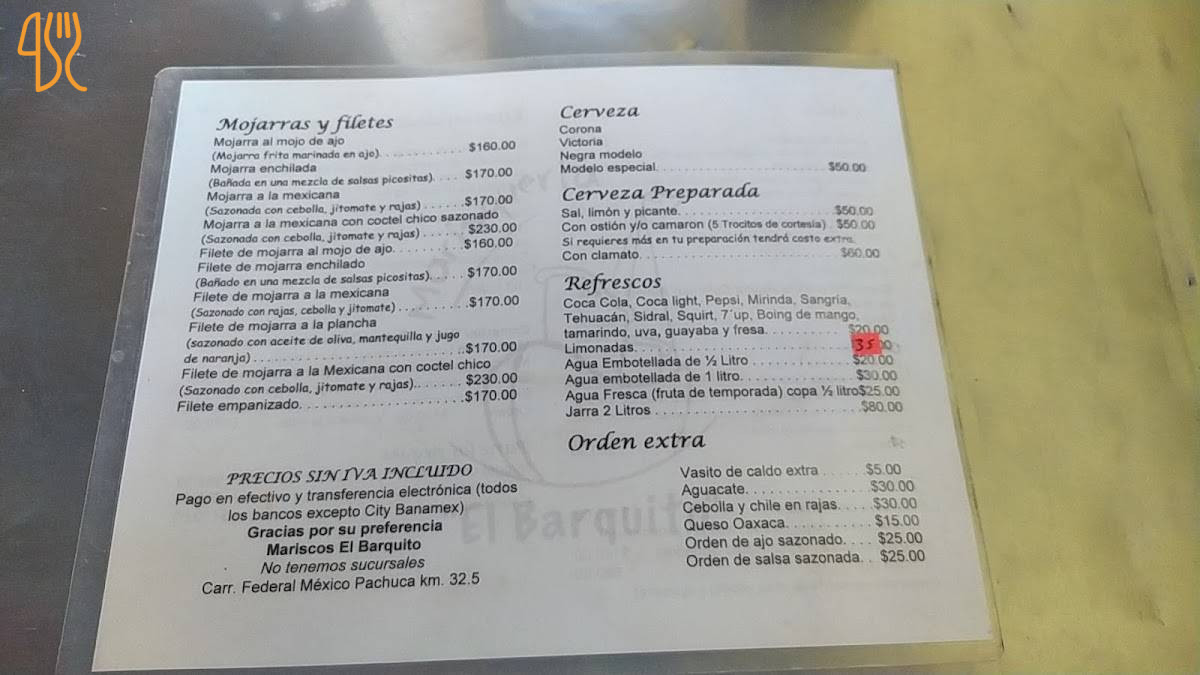 Mojarras y filetes
Mojarra al mojo de ajo
(Mojarra frita marinada en ajo). . . . . . . . . . . . $160.00
Mojarra enchilada
(Bañada en una mezcla de salsas picositas). . . . $170.00
Mojarra a la mexicana
(Sazonada con cebolla, jitomate y rajas) . . . . . . .$170.00
Mojarra a la mexicana con coctel chico sazonado
(Sazonada con cebolla, jitomate y rajas) . . . . . . $230.00
Filete de mojarra al mojo de ajo. . . . . . . . . $160.00
Filete de mojarra enchilado
(Bañado en una mezcla de salsas picositas). . . . . $170.00
Filete de mojarra a la mexicana
(Sazonado con rajas, cebolla y jitomate) . . . . . . . . . .$170.00
Filete de mojarra a la plancha
(sazonado con aceite de oliva, mantequilla y jugo
de naranja) . . . . . . . . . . . . . . . . . . . . . . . . . .$170.00
Filete de mojarra a la Mexicana con coctel chico
(Sazonado con cebolla, jitomate y rajas). . . . . . . $230.00
Filete empanizado. . . . . . . . . . . . . . . . . . . . .$170.00
PRECIOS SIN IVA INCLUIDO
Pago en efectivo y transferencia electrónica (todos
los bancos excepto City Banamex)
Gracias por su preferencia
Mariscos El Barquito
No tenemos sucursales
Carr. Federal México Pachuca km. 32.5
Cerveza
Corona
Victoria
Negra modelo
Modelo especial. . . . . . . . . . . . . . . . . . . . . $50.00
Cerveza Preparada
Sal, limón y picante. . . . . . . . . . . . . . . . . . . .$50.00
Con ostión y/o camaron (5 Trocitos de cortesía) . $50.00
Si requieres más en tu preparación tendrá costo extra.
Con clamato. . . . . . . . . . . . . . . . . . . . . . . . . $60.00
Refrescos
Coca Cola, Coca light, Pepsi, Mirinda, Sangría,
Tehuacán, Sidral, Squirt, 7´up, Boing de mango,
tamarindo, uva, guayaba y fresa. . . . . . . . . . $20.00
Limonadas. . . . . . . . . . . . . . . . . . . . . . . . . . . 35 00
Agua Embotellada de ½ Litro . . . . . . . . . . . . $20.00
Agua embotellada de 1 litro. . . . . . . . . . . . . . $30.00
Agua Fresca (fruta de temporada) copa ½ litro$25.00
Jarra 2 Litros . . . . . . . . . . . . . . . . . . . . . . . . .$80.00
Orden extra
Vasito de caldo extra . . . . . . $5.00
Aguacate. . . . . . . . . . . . . . . $30.00
Cebolla y chile en rajas. . . . .$30.00
Queso Oaxaca. . . . . . . . . . . $15.00
Orden de ajo sazonado. . . . $25.00
Orden de salsa sazonada. . $25.00
El Barquito